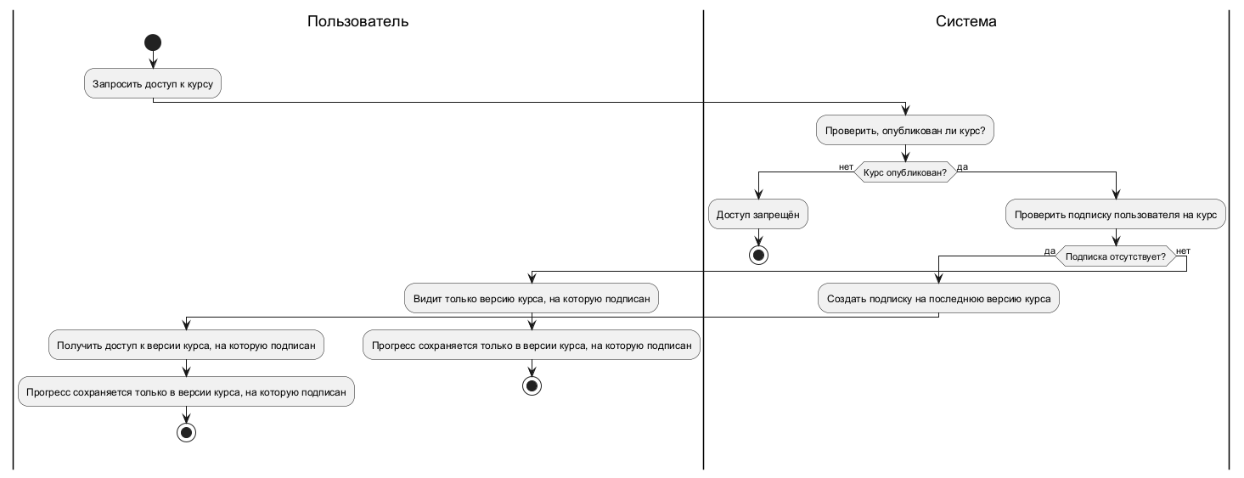 Пользователь
Система
Запросить доступ к курсу
Проверить, опубликован ли курс?
нет
Курс опубликован?
да
Доступ запрещён
Проверить подписку пользователя на курс
да
Подписка отсутствует?
нет
Видит только версию курса, на которую подписан
Создать подписку на последнюю версию курса
Получить доступ к версии курса, на которую подписан
Прогресс сохраняется только в версии курса, на которую подписан
Прогресс сохраняется только в версии курса, на которую подписан